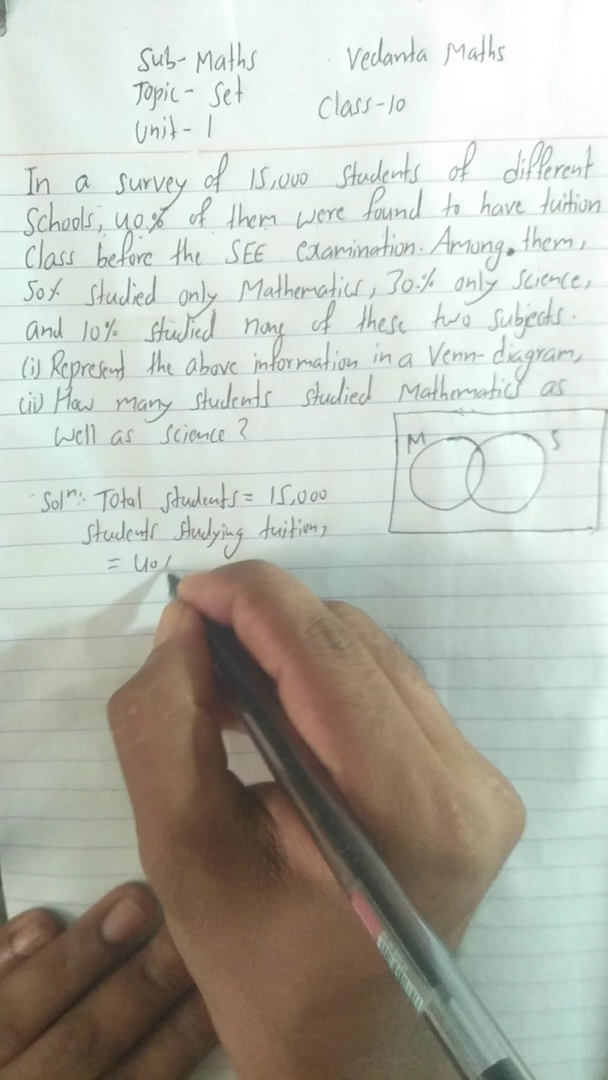 Sub- Maths Vedanta Maths
Topic- Set Class-10
Unit- 1
In a survey of 15,000 students of different
Schools, 40% of them were found to have tuition
Class before the SEE examination. Among them,
50% studied only Mathematics, 30% only science,
and 10% studied none of these two subjects.
(i) Represent the above information in a Venn-diagram,
(ii) How many students studied Mathematics as
Well as science?
M S
Solⁿ:- Total students = 15,000
students studying tuition,
= 40%